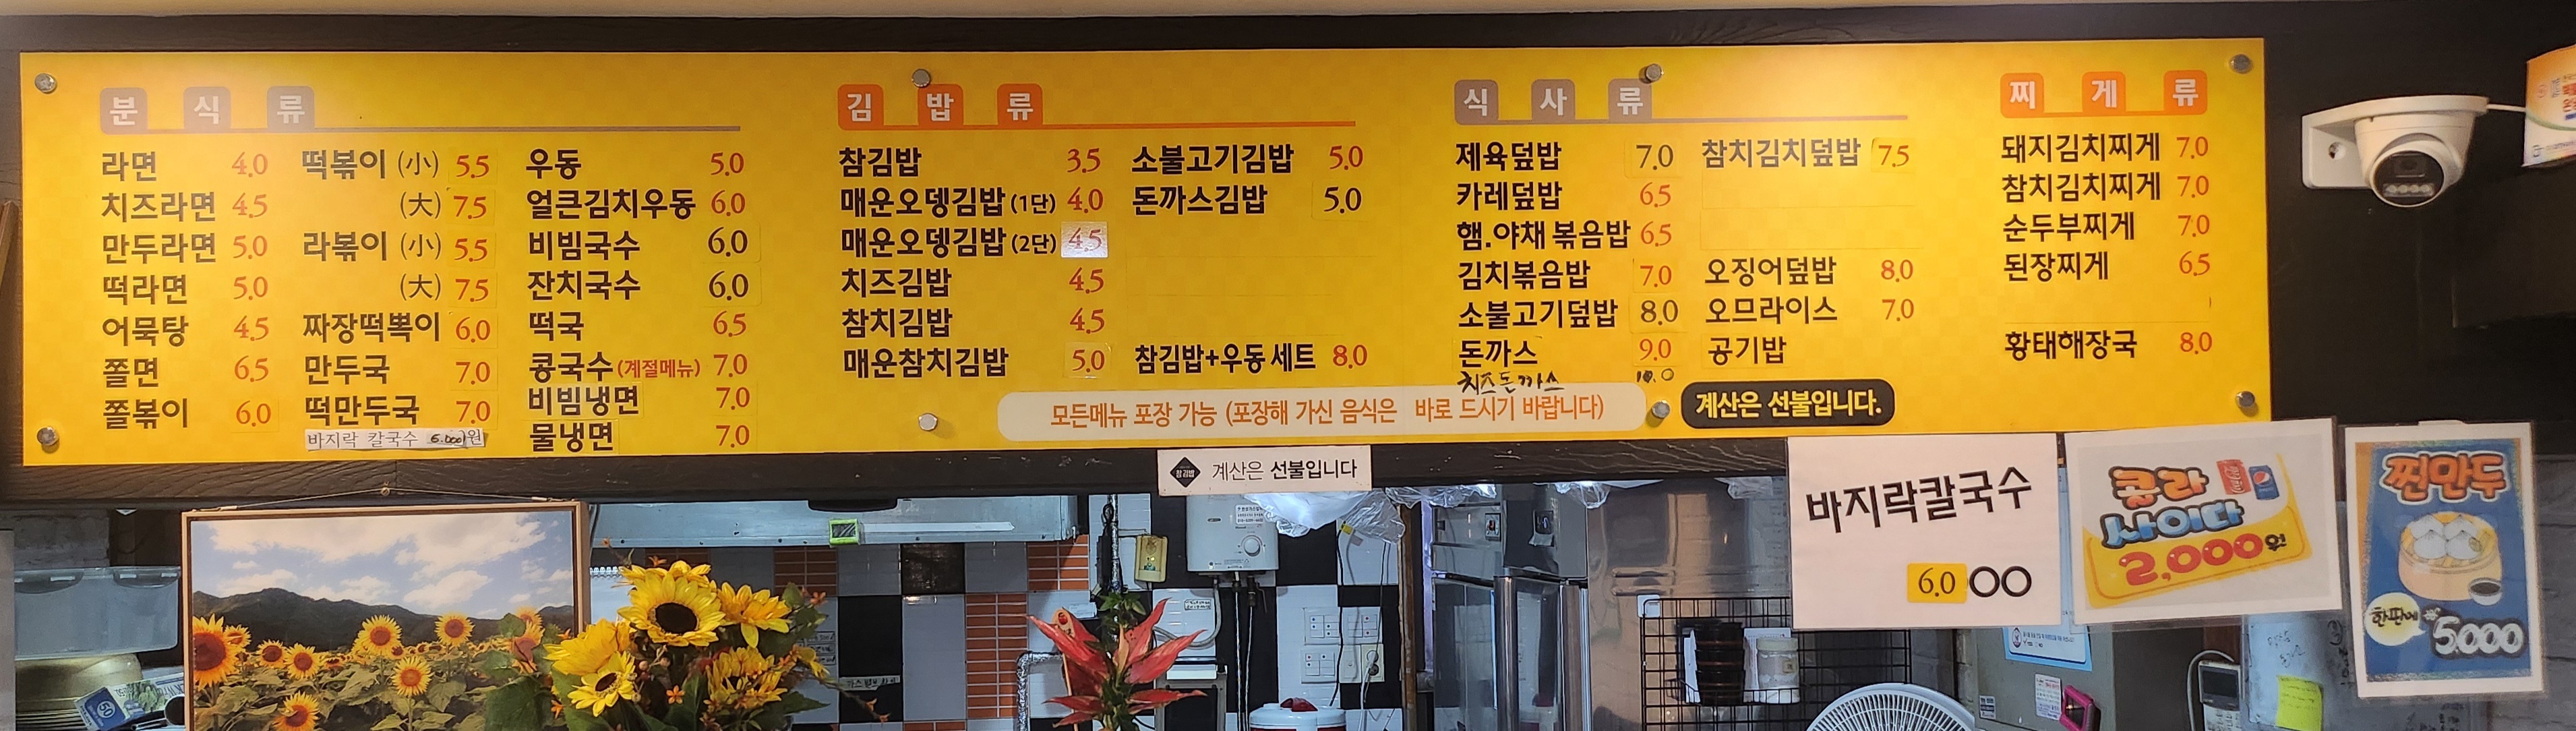 분식류
라면 4.0
치즈라면 4.5
만두라면 5.0
떡라면 5.0
어묵탕 4.5
쫄면 6.5
쫄볶이 6.0
떡볶이 (小) 5.5
(大) 7.5
라볶이 (小) 5.5
(大) 7.5
짜장떡뽁이 6.0
만두국 7.0
떡만두국 7.0
바지락 칼국수 6.000원
우동 5.0
얼큰김치우동 6.0
비빔국수 6.0
잔치국수 6.0
떡국 6.5
콩국수 (계절메뉴) 7.0
비빔냉면 7.0
물냉면 7.0
김밥류
참김밥 3.5
매운오뎅김밥 (1단) 4.0
매운오뎅김밥 (2단) 4.5
치즈김밥 4.5
참치김밥 4.5
매운참치김밥 5.0
소불고기김밥 5.0
돈까스김밥 5.0
참김밥+우동 세트 8.0
식사류
제육덮밥 7.0
카레덮밥 6.5
햄.야채 볶음밥 6.5
김치볶음밥 7.0
소불고기덮밥 8.0
돈까스 9.0
치즈돈까스 10.0
참치김치덮밥 7.5
오징어덮밥 8.0
오므라이스 7.0
공기밥
찌게류
돼지김치찌게 7.0
참치김치찌게 7.0
순두부찌게 7.0
된장찌게 6.5
황태해장국 8.0
모든메뉴 포장 가능 (포장해 가신 음식은 바로 드시기 바랍니다)
계산은 선불입니다.
참김밥 계산은 선불입니다
바지락칼국수
6.000
콜라
싸이다
2,000원
찐만두
한판에
5.000
50